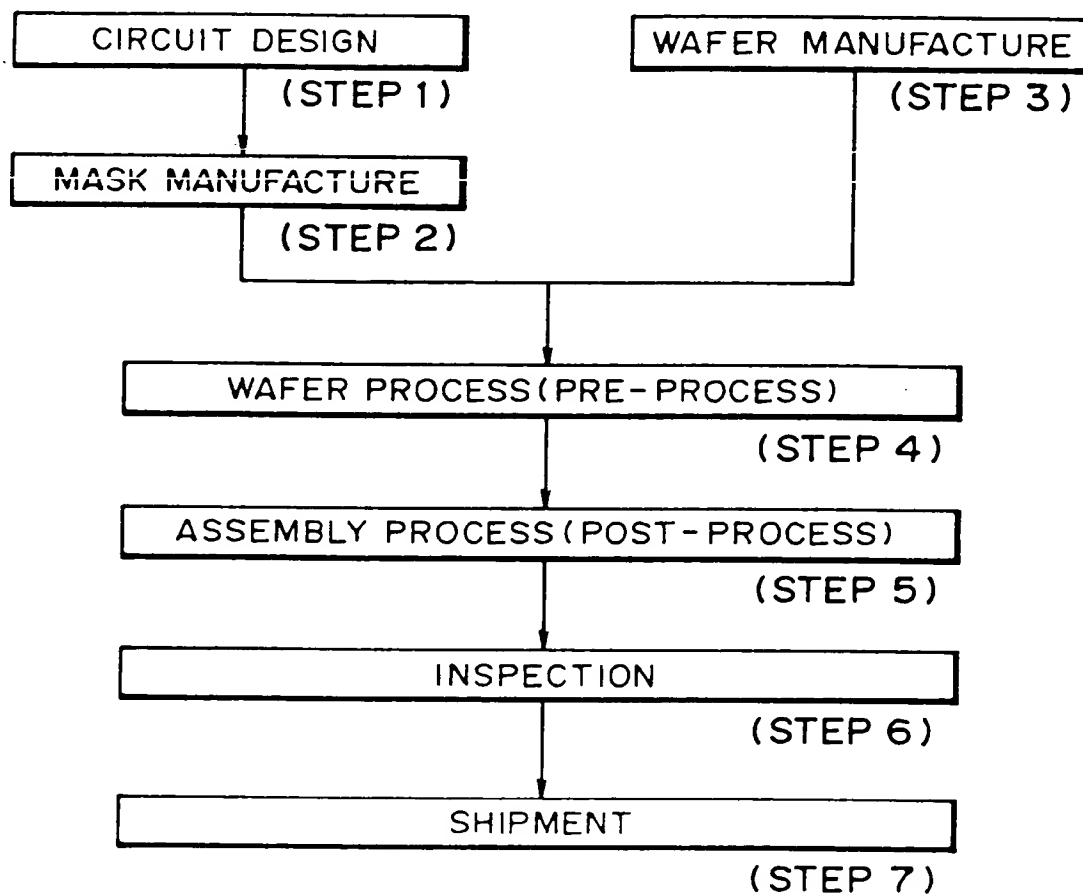 CIRCUIT DESIGN
(STEP 1)
WAFER MANUFACTURE
(STEP 3)
MASK MANUFACTURE
(STEP 2)
WAFER PROCESS (PRE-PROCESS)
(STEP 4)
ASSEMBLY PROCESS (POST-PROCESS)
(STEP 5)
INSPECTION
(STEP 6)
SHIPMENT
(STEP 7)